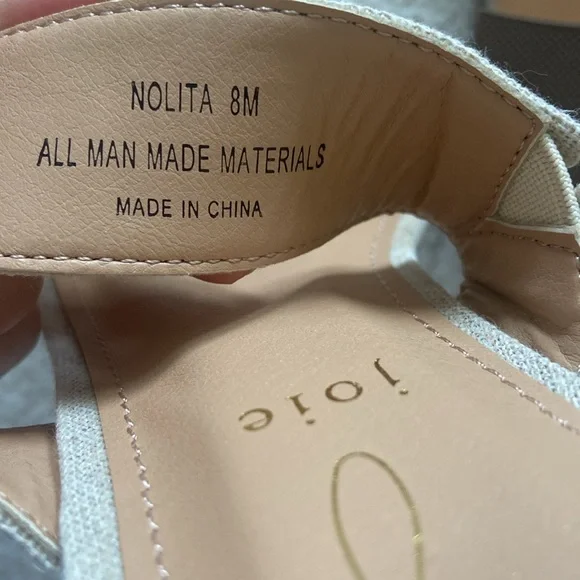 NOLITA 8M
ALL MAN MADE MATERIALS
MADE IN CHINA
joie